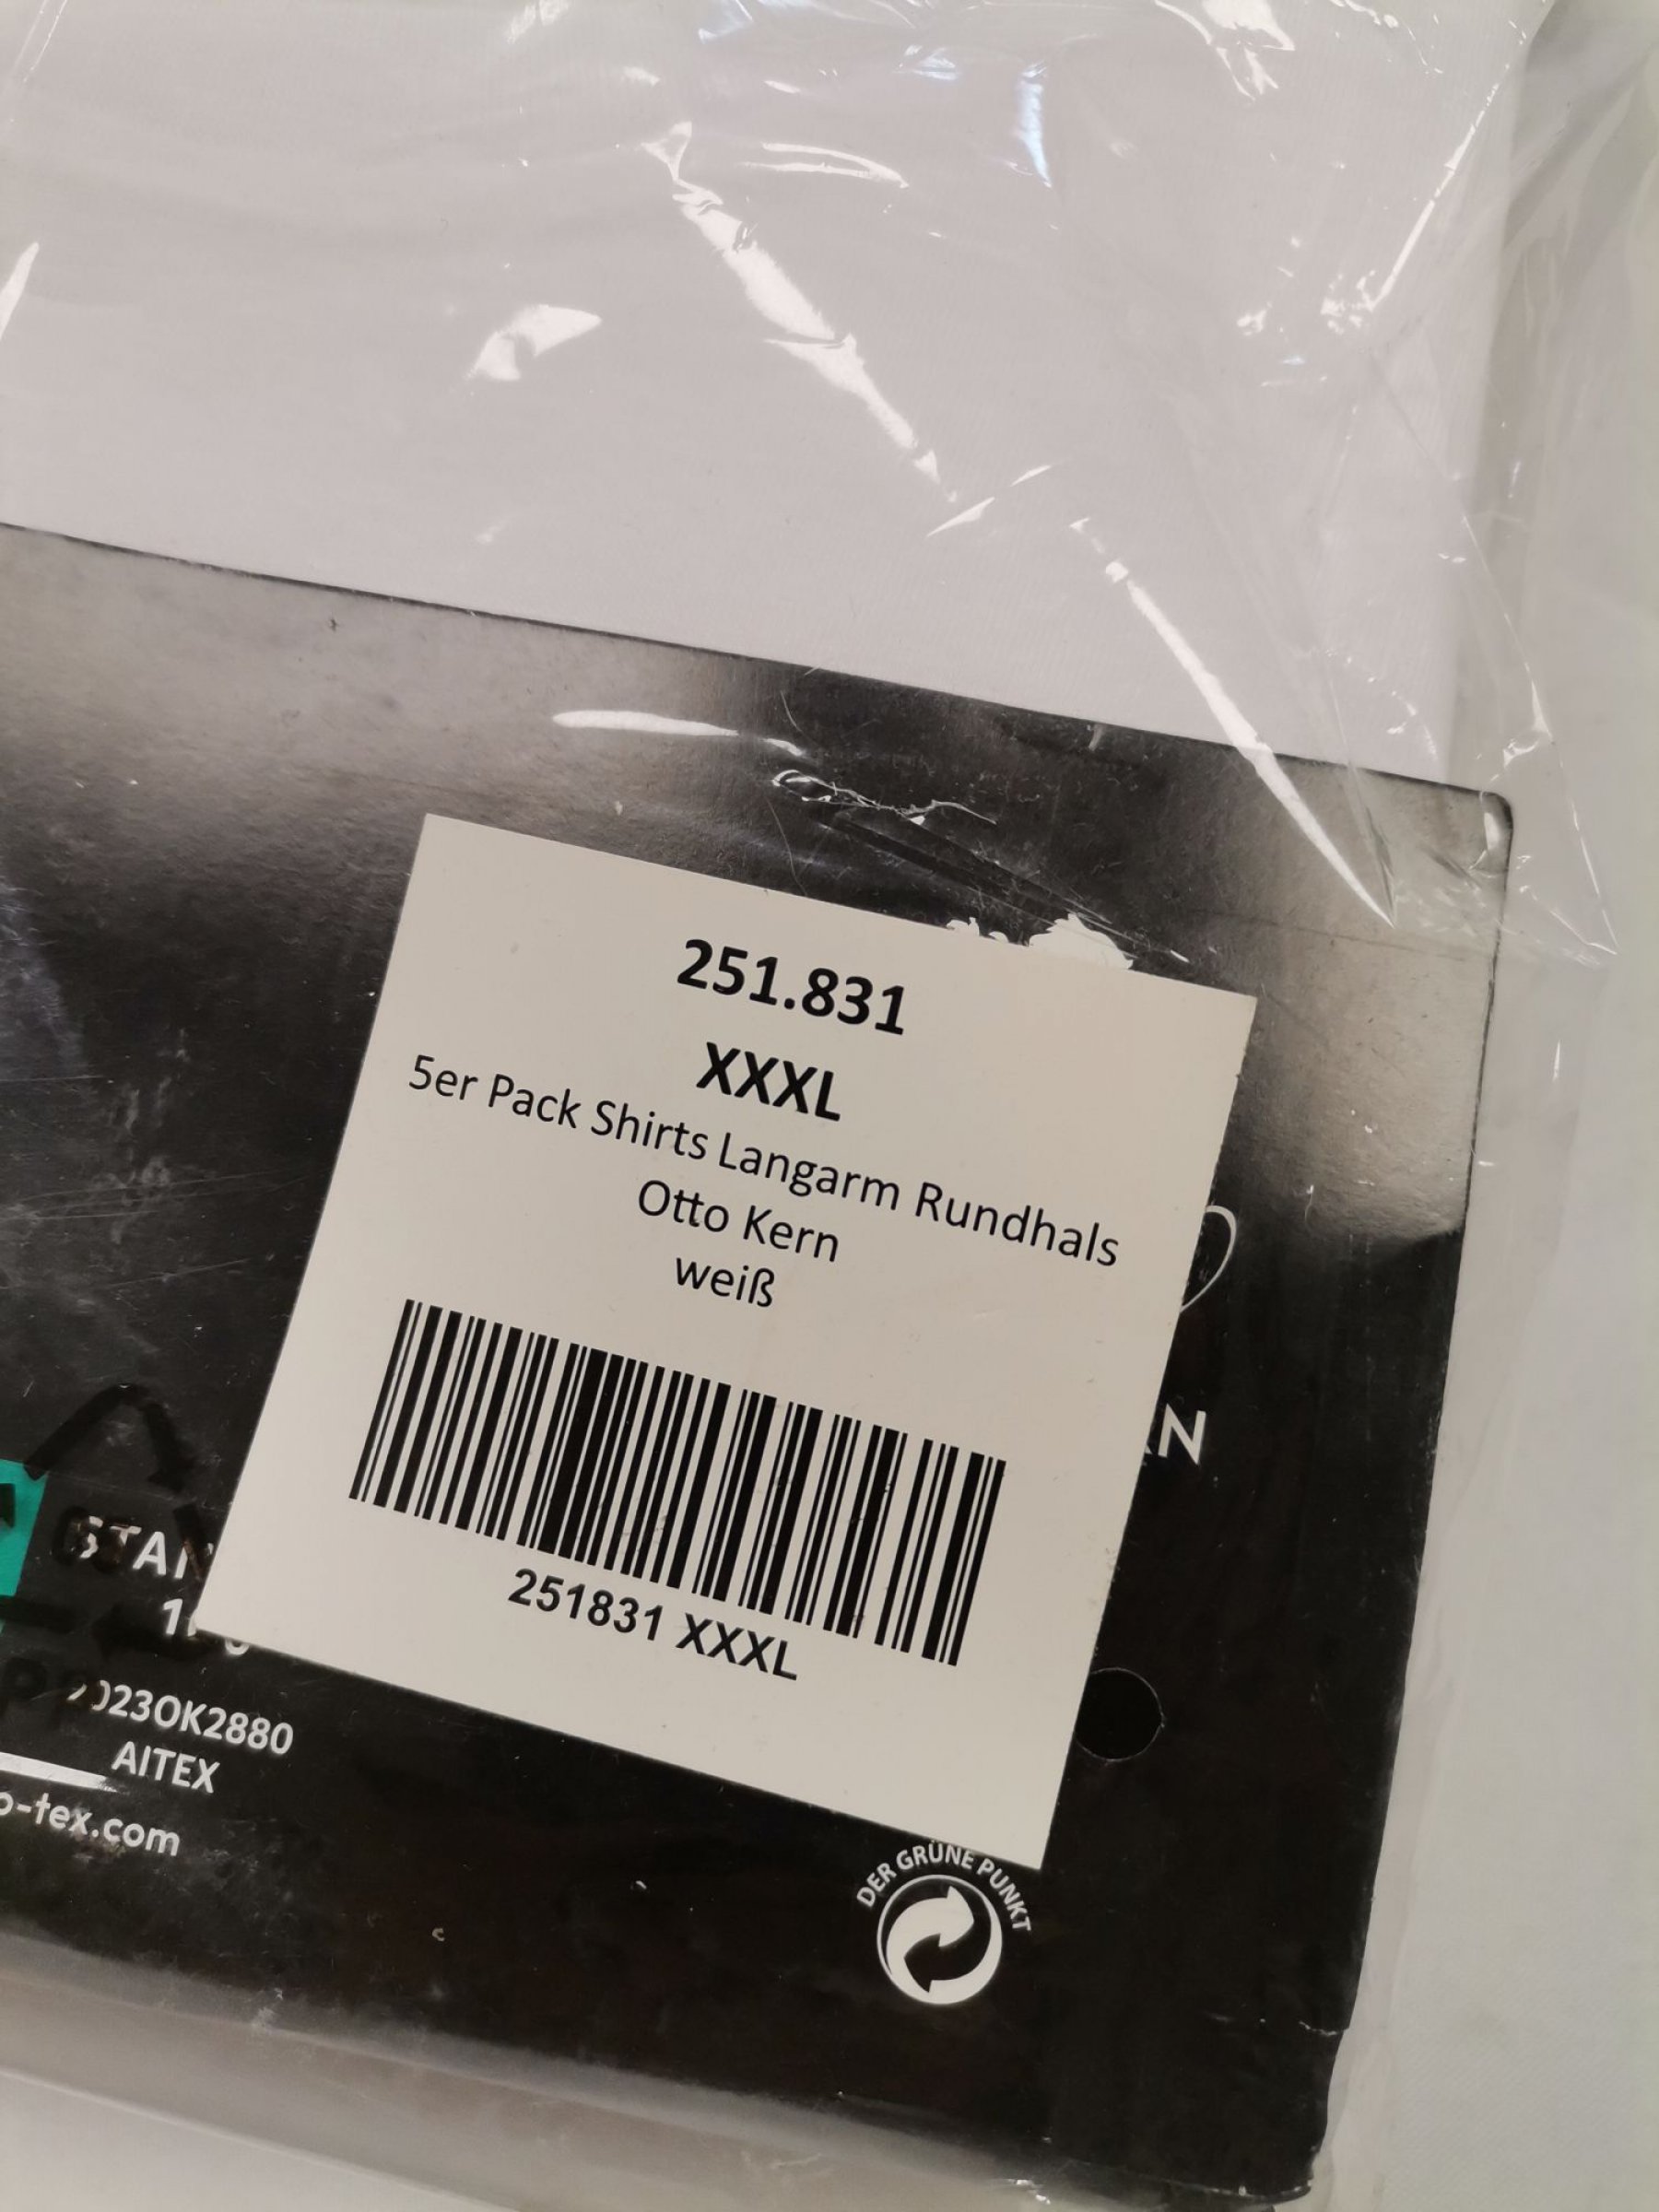 251.831
XXXL
5er Pack Shirts Langarm Rundhals
Otto Kern
weiß
251831 XXXL
AITEX
DER GRÜNE PUNKT